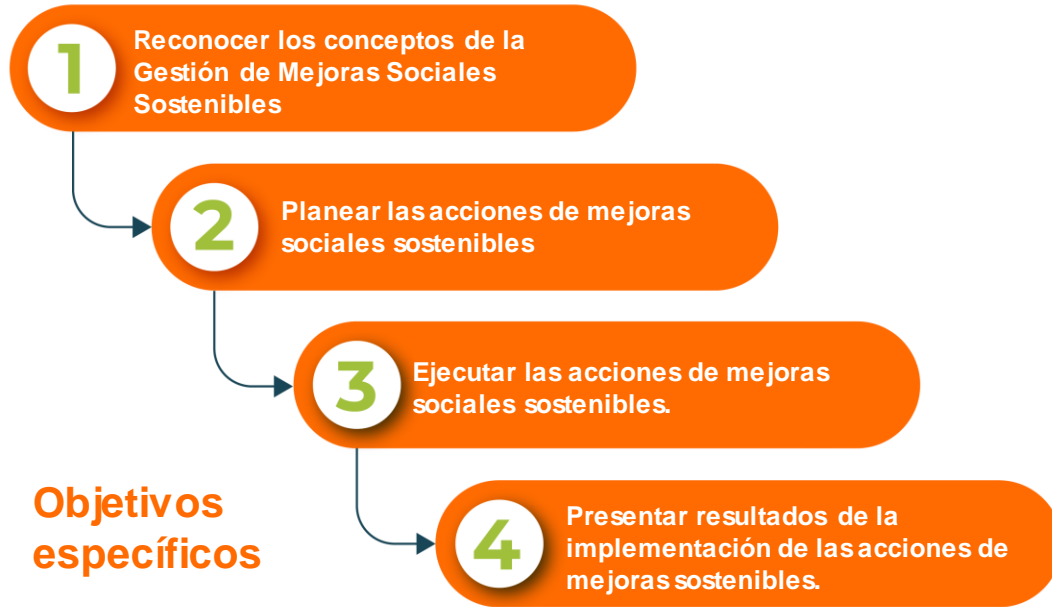 1
Reconocer los conceptos de la
Gestión de Mejoras Sociales
Sostenibles
2
Planear las acciones de mejoras
sociales sostenibles
3
Ejecutar las acciones de mejoras
sociales sostenibles.
Objetivos
específicos
4
Presentar resultados de la
implementación de las acciones de
mejoras sostenibles.